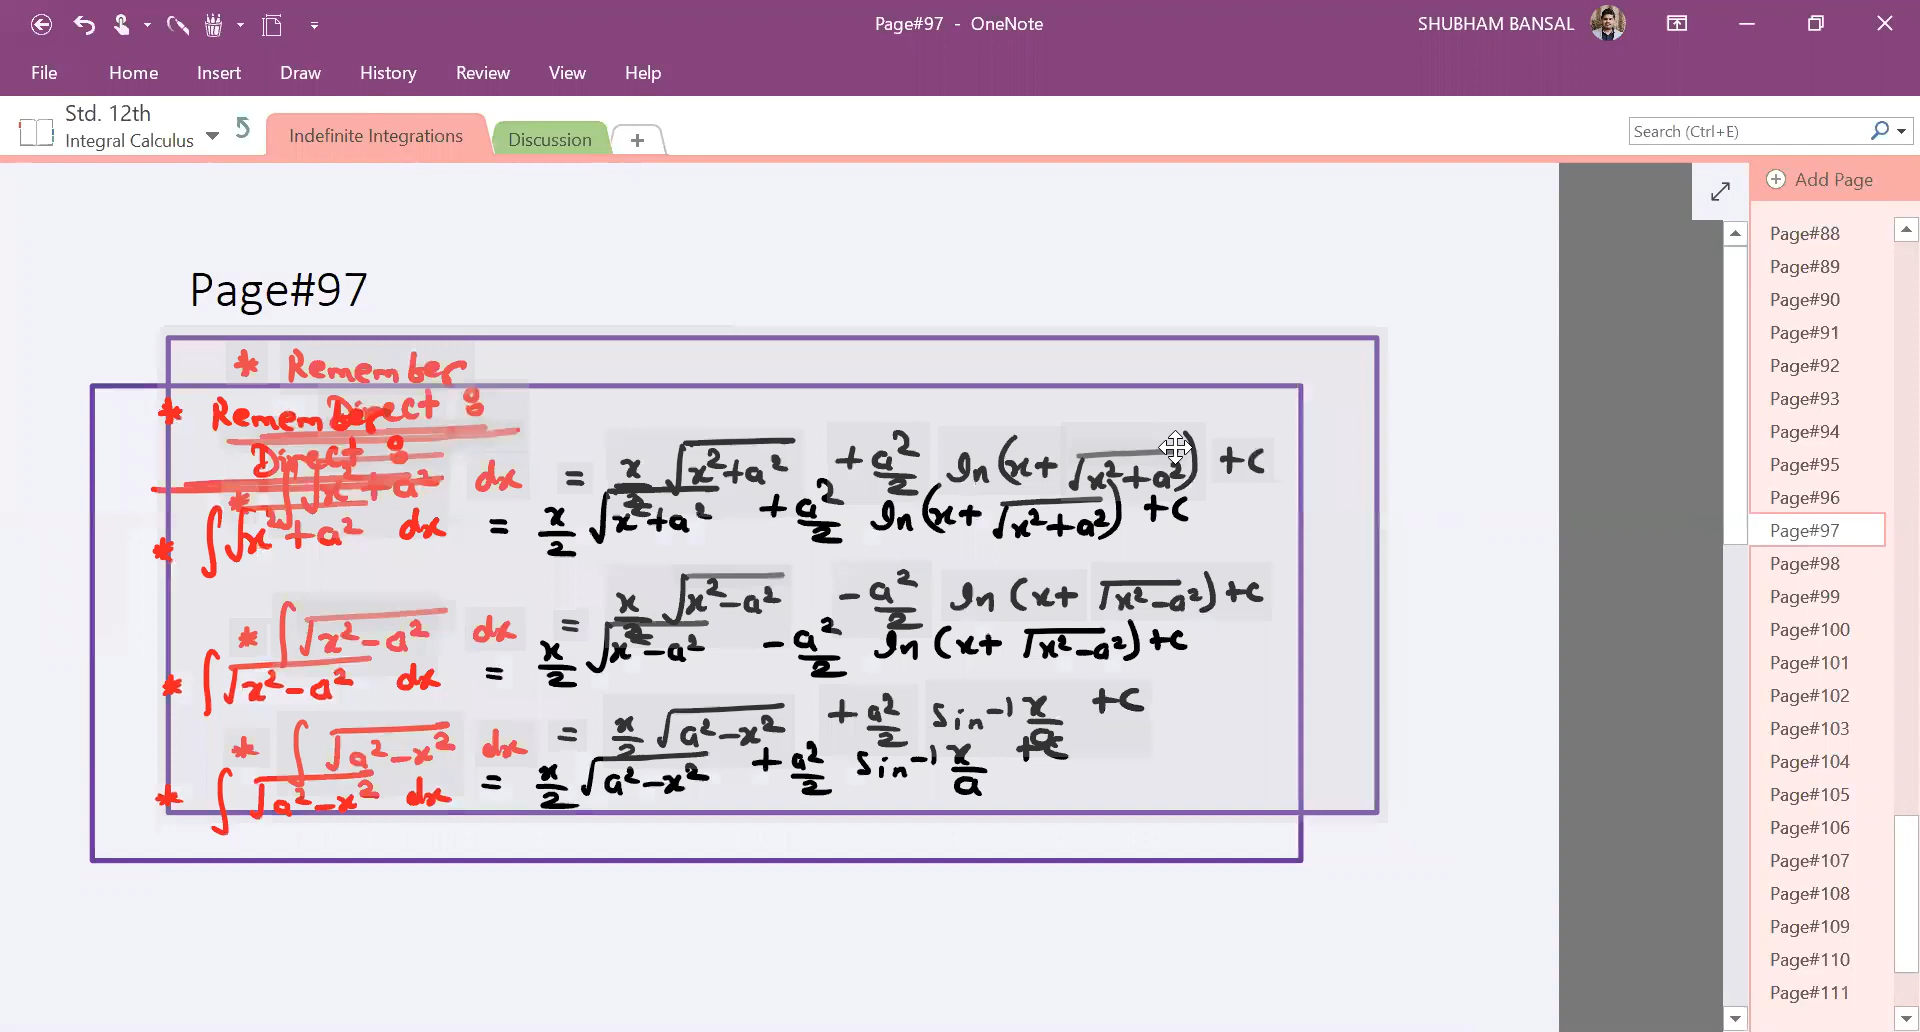 Page#97 - OneNote
SHUBHAM BANSAL
File Home Insert Draw History Review View Help
Std. 12th
Integral Calculus
Indefinite Integrations
Discussion
+
Search (Ctrl+E)
Add Page
Page#97
* Remember
Direct :
∫√x²+a² dx = x/2 √x²+a² + a²/2 ln(x+√x²+a²) +c
* ∫√x²-a² dx = x/2 √x²-a² - a²/2 ln(x+√x²-a²)+c
* ∫√a²-x² dx = x/2 √a²-x² + a²/2 sin⁻¹ x/a +c
* Remember
Direct :
* ∫√x²+a² dx = x/2 √x²+a² + a²/2 ln(x+√x²+a²) +c
* ∫√x²-a² dx = x/2 √x²-a² - a²/2 ln(x+√x²-a²)+c
* ∫√a²-x² dx = x/2 √a²-x² + a²/2 sin⁻¹ x/a +c
Page#88
Page#89
Page#90
Page#91
Page#92
Page#93
Page#94
Page#95
Page#96
Page#97
Page#98
Page#99
Page#100
Page#101
Page#102
Page#103
Page#104
Page#105
Page#106
Page#107
Page#108
Page#109
Page#110
Page#111